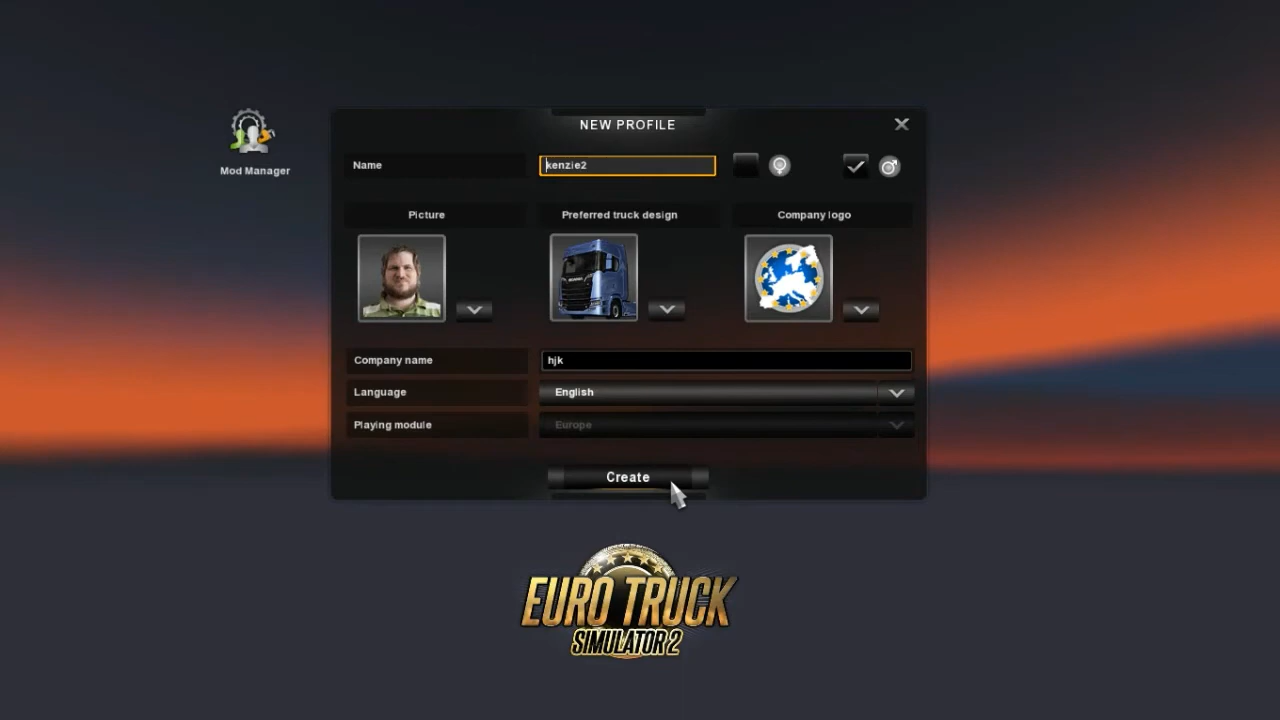 NEW PROFILE
Mod Manager
Name
kenzie2
Picture
Preferred truck design
Company logo
Company name
hjk
Language
English
Playing module
Europe
Create
EURO TRUCK
SIMULATOR 2